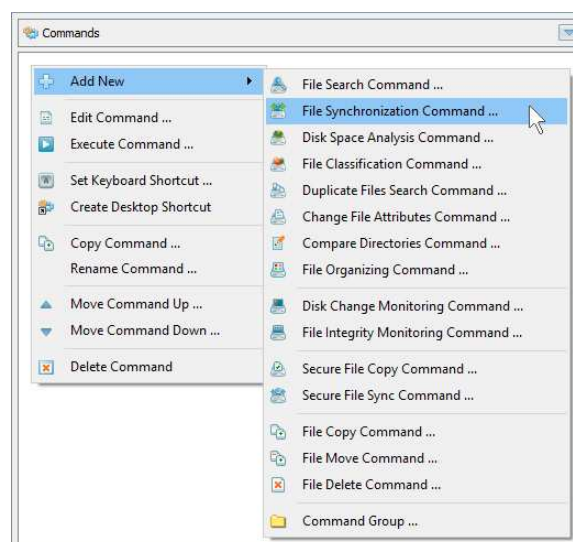 Commands
Add New
Edit Command ...
Execute Command ...
Set Keyboard Shortcut ...
Create Desktop Shortcut
Copy Command ...
Rename Command ...
Move Command Up ...
Move Command Down ...
Delete Command
File Search Command ...
File Synchronization Command ...
Disk Space Analysis Command ...
File Classification Command ...
Duplicate Files Search Command ...
Change File Attributes Command ...
Compare Directories Command ...
File Organizing Command ...
Disk Change Monitoring Command ...
File Integrity Monitoring Command ...
Secure File Copy Command ...
Secure File Sync Command ...
File Copy Command ...
File Move Command ...
File Delete Command ...
Command Group ...